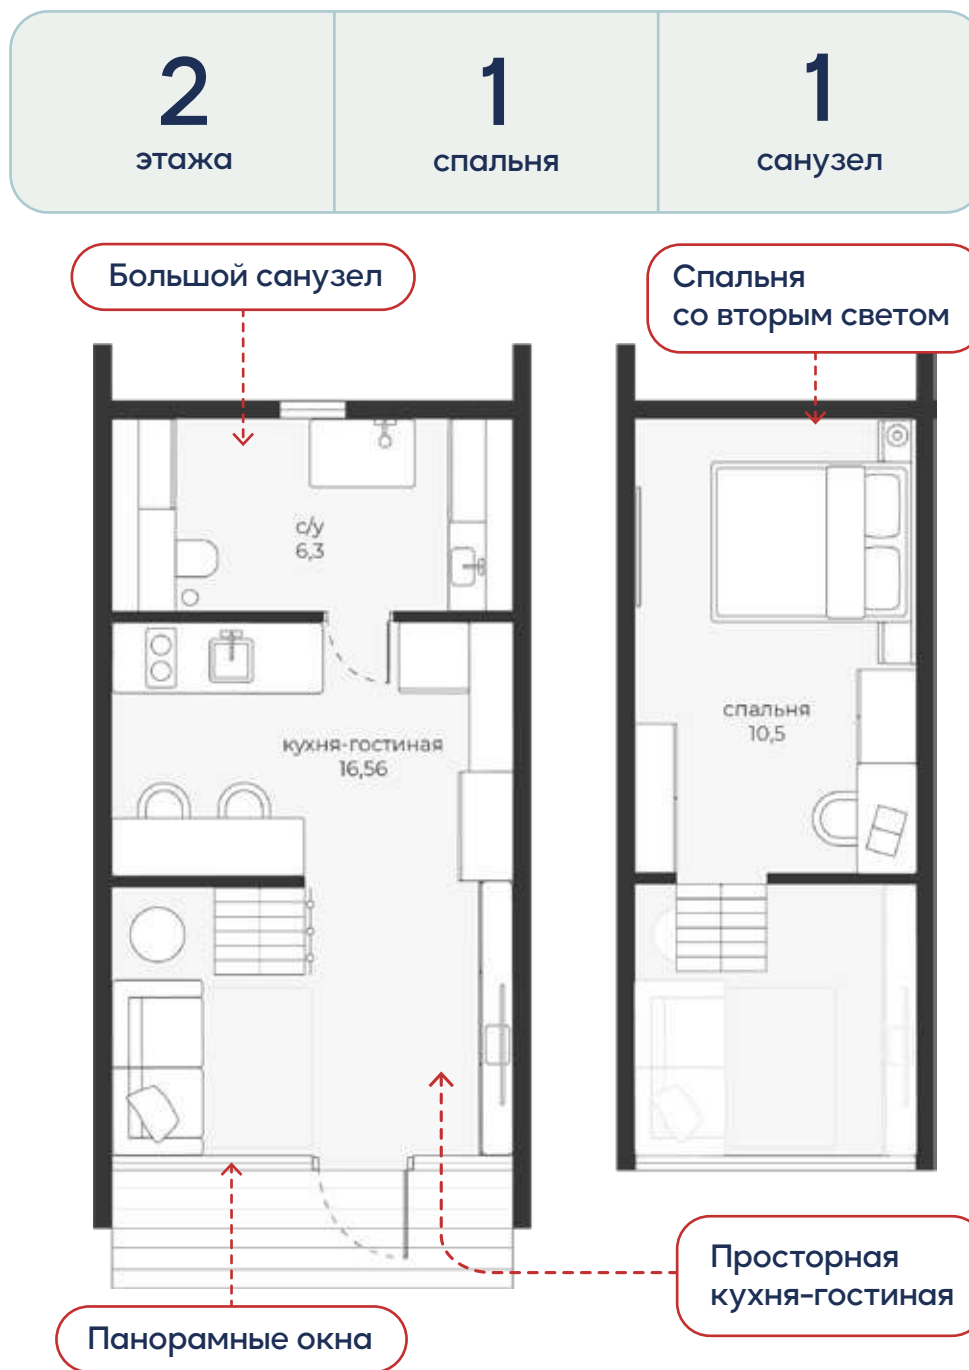 2
этажа
1
спальня
1
санузел
Большой санузел
Спальня
со вторым светом
с/у
6,3
кухня-гостиная
16,56
спальня
10,5
Просторная
кухня-гостиная
Панорамные окна